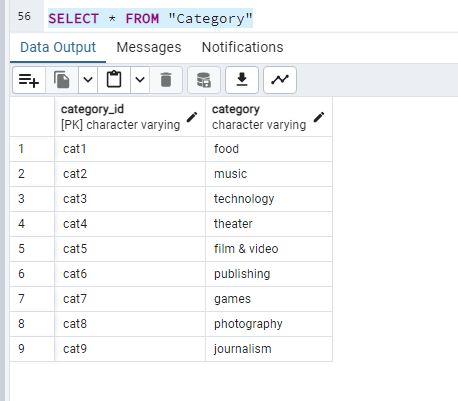 56 SELECT * FROM "Category"
Data Output Messages Notifications
category_id category
[PK] character varying character varying
1 cat1 food
2 cat2 music
3 cat3 technology
4 cat4 theater
5 cat5 film & video
6 cat6 publishing
7 cat7 games
8 cat8 photography
9 cat9 journalism